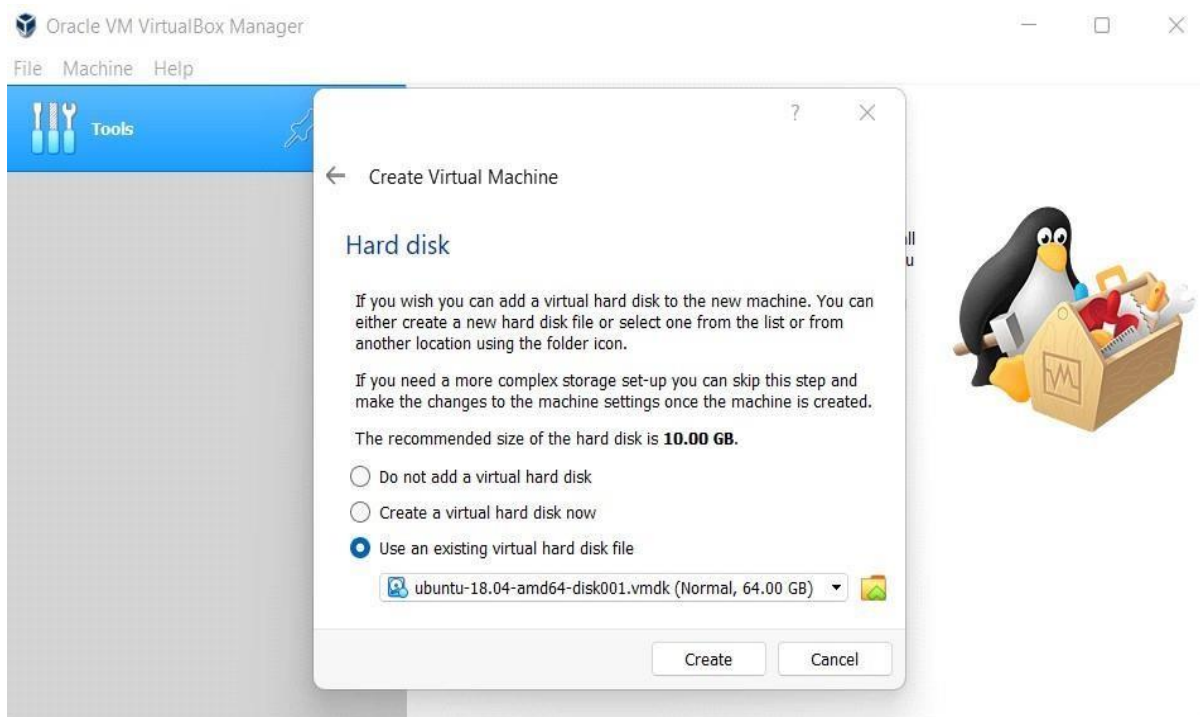 Oracle VM VirtualBox Manager
File Machine Help
Tools
?
Create Virtual Machine
Hard disk
If you wish you can add a virtual hard disk to the new machine. You can
either create a new hard disk file or select one from the list or from
another location using the folder icon.
If you need a more complex storage set-up you can skip this step and
make the changes to the machine settings once the machine is created.
The recommended size of the hard disk is 10.00 GB.
Do not add a virtual hard disk
Create a virtual hard disk now
Use an existing virtual hard disk file
ubuntu-18.04-amd64-disk001.vmdk (Normal, 64.00 GB)
Create Cancel